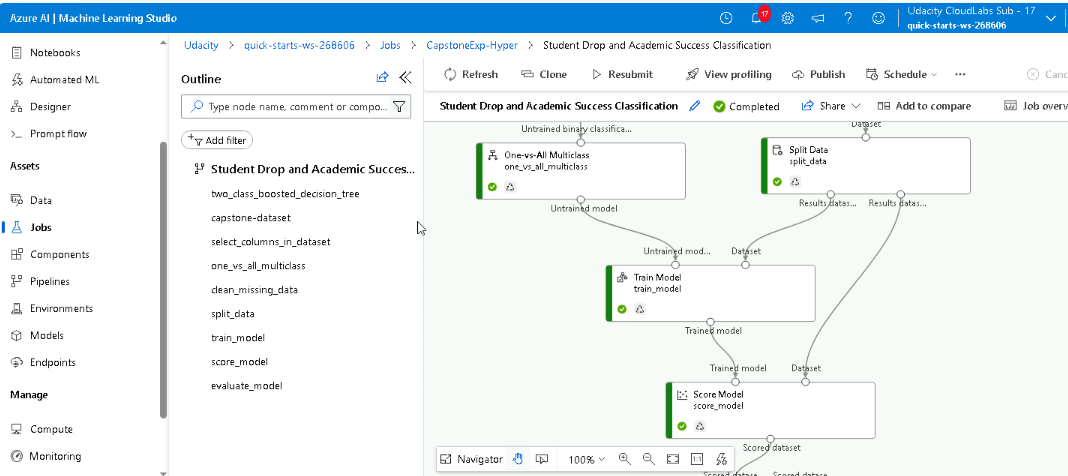 Azure AI | Machine Learning Studio
17
Udacity CloudLabs Sub - 17
quick-starts-ws-268606
Notebooks
Automated ML
Designer
Prompt flow
Assets
Data
Jobs
Components
Pipelines
Environments
Models
Endpoints
Manage
Compute
Monitoring
Udacity > quick-starts-ws-268606 > Jobs > CapstoneExp-Hyper > Student Drop and Academic Success Classification
Outline
Type node name, comment or compo...
Add filter
Student Drop and Academic Succes...
two_class_boosted_decision_tree
capstone-dataset
select_columns_in_dataset
one_vs_all_multiclass
clean_missing_data
split_data
train_model
score_model
evaluate_model
Refresh Clone Resubmit View profiling Publish Schedule ... Canc
Student Drop and Academic Success Classification Completed Share Add to compare Job overv
Untrained binary classifica...
Dataset
One-vs-All Multiclass
one_vs_all_multiclass
Split Data
split_data
Untrained model
Results datas... Results datas...
Untrained mod... Dataset
Train Model
train_model
Trained model
Trained model Dataset
Score Model
score_model
Scored dataset
Navigator 100%
Scored datase... Scored dataset